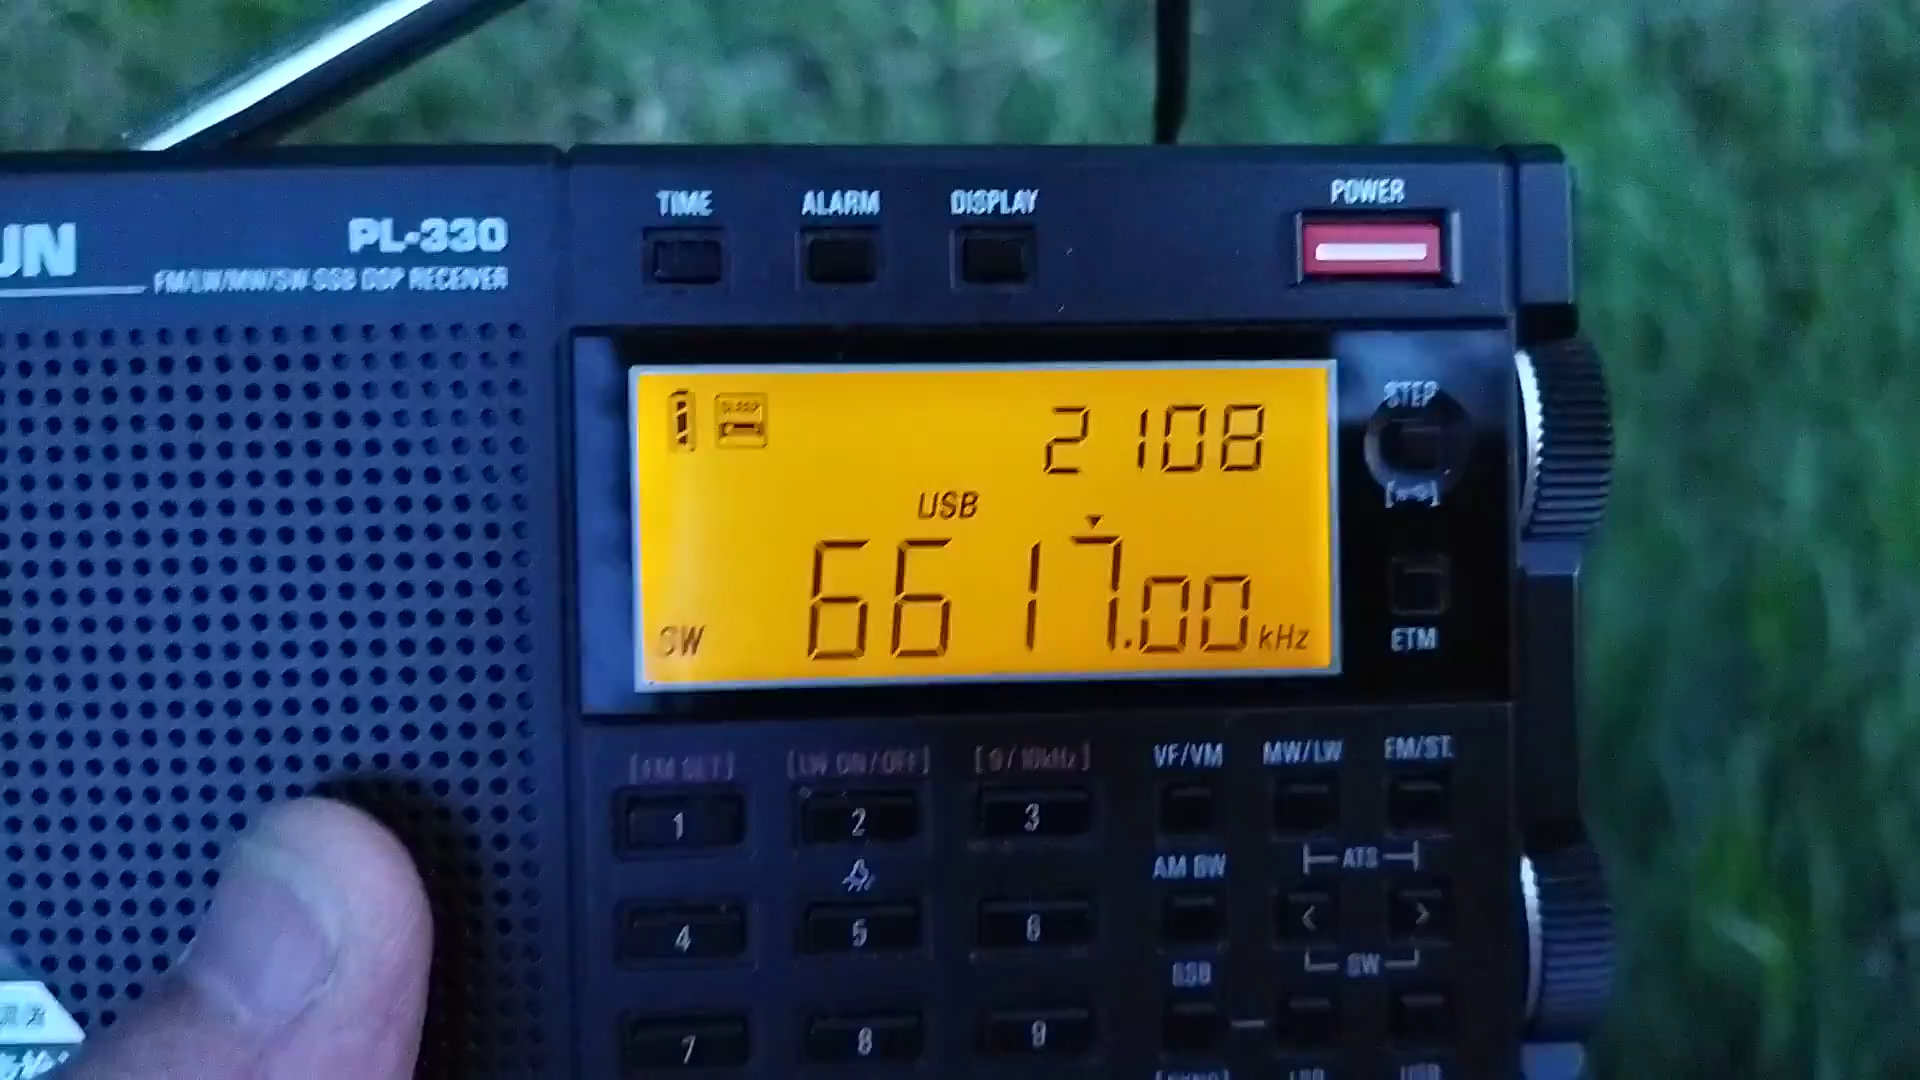 TIME ALARM DISPLAY POWER
UN PL-330
FM/LW/MW/SW-SSB DSP RECEIVER
SLEEP 2108
STEP
USB
SW 6617.00 kHz
ETM
[LW ON/OFF] [9/10kHz] VF/VM MW/LW FM/ST.
1 2 3
ATS
AM BW
4 5 6 < >
SW
SSB
7 8 9
USB